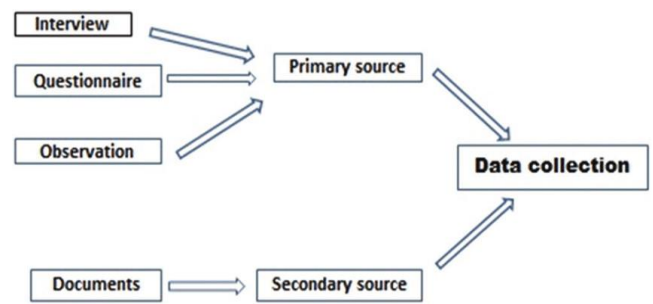 Interview
Questionnaire
Observation
Primary source
Data collection
Documents
Secondary source